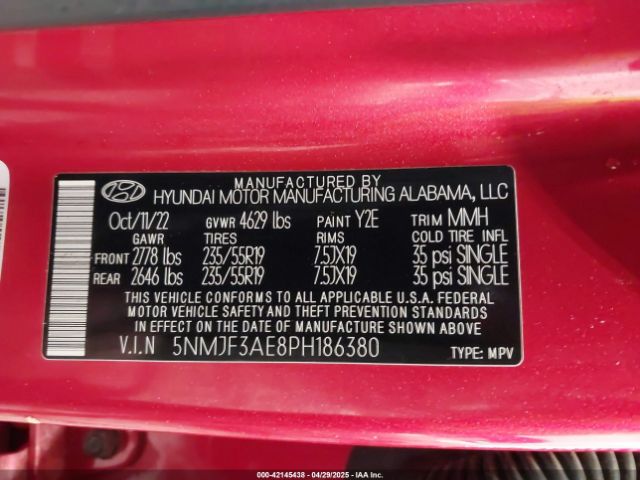 MANUFACTURED BY
HYUNDAI MOTOR MANUFACTURING ALABAMA, LLC
Oct/11/22 GVWR 4629 lbs PAINT Y2E TRIM MMH
GAWR TIRES RIMS COLD TIRE INFL
FRONT 2778 lbs 235/55R19 7.5JX19 35 psi SINGLE
REAR 2646 lbs 235/55R19 7.5JX19 35 psi SINGLE
THIS VEHICLE CONFORMS TO ALL APPLICABLE U.S.A. FEDERAL
MOTOR VEHICLE SAFETY AND THEFT PREVENTION STANDARDS
IN EFFECT ON THE DATE OF MANUFACTURE SHOWN ABOVE.
V.I.N 5NMJF3AE8PH186380 TYPE: MPV
000-42145438 - 04/29/2025 - IAA Inc.